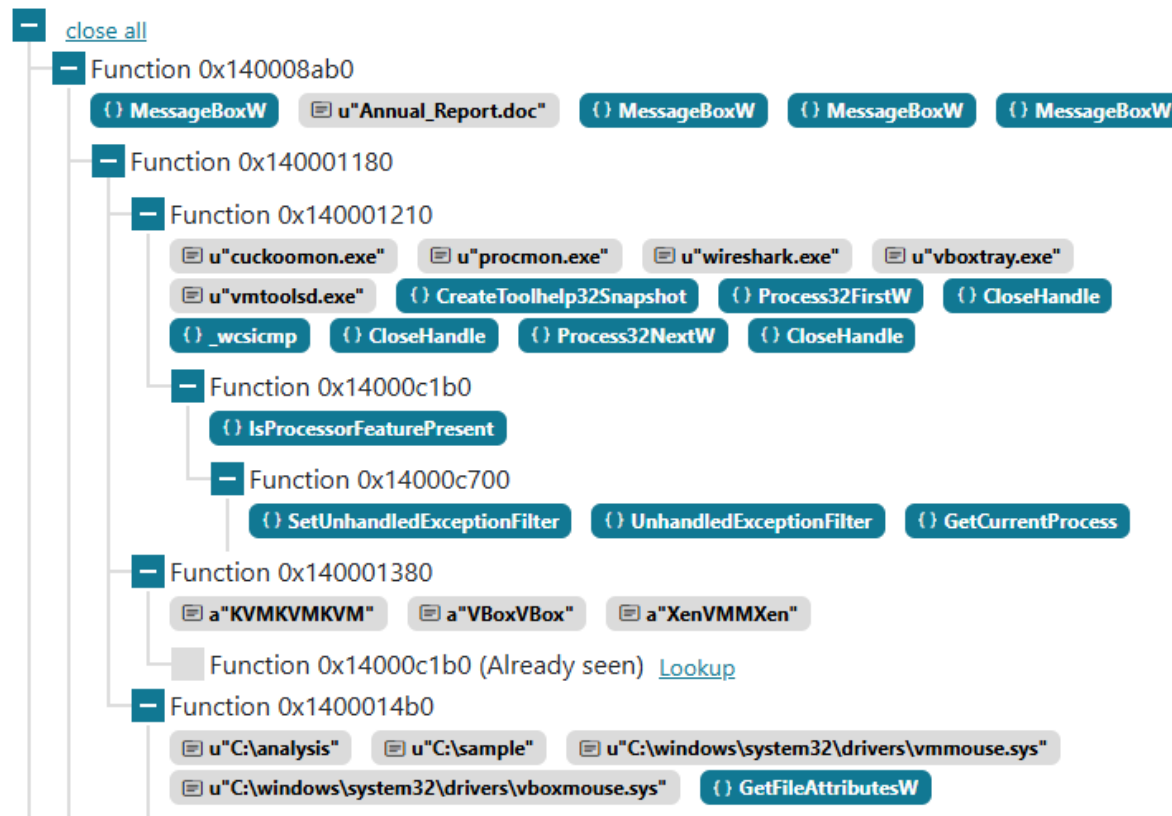 close all
Function 0x140008ab0
{} MessageBoxW u"Annual_Report.doc" {} MessageBoxW {} MessageBoxW {} MessageBoxW
Function 0x140001180
Function 0x140001210
u"cuckoomon.exe" u"procmon.exe" u"wireshark.exe" u"vboxtray.exe"
u"vmtoolsd.exe" {} CreateToolhelp32Snapshot {} Process32FirstW {} CloseHandle
{} _wcsicmp {} CloseHandle {} Process32NextW {} CloseHandle
Function 0x14000c1b0
{} IsProcessorFeaturePresent
Function 0x14000c700
{} SetUnhandledExceptionFilter {} UnhandledExceptionFilter {} GetCurrentProcess
Function 0x140001380
a"KVMKVMKVM" a"VBoxVBox" a"XenVMMXen"
Function 0x14000c1b0 (Already seen) Lookup
Function 0x1400014b0
u"C:\analysis" u"C:\sample" u"C:\windows\system32\drivers\vmmouse.sys"
u"C:\windows\system32\drivers\vboxmouse.sys" {} GetFileAttributesW